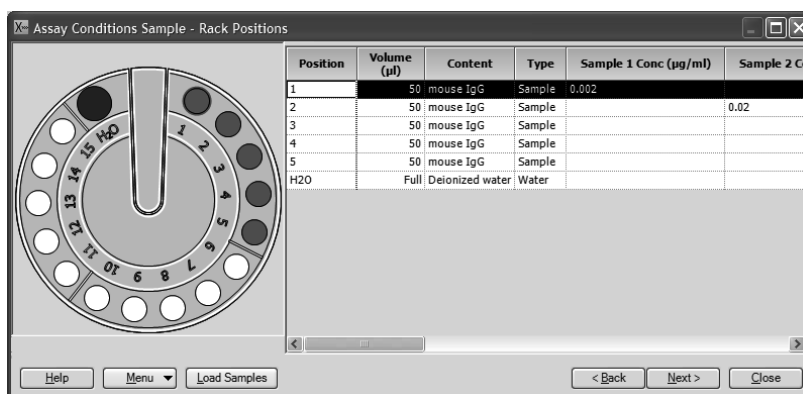 Assay Conditions Sample - Rack Positions
Position Volume (µl) Content Type Sample 1 Conc (µg/ml) Sample 2 C
1 50 mouse IgG Sample 0.002
2 50 mouse IgG Sample 0.02
3 50 mouse IgG Sample
4 50 mouse IgG Sample
5 50 mouse IgG Sample
H2O Full Deionized water Water
H₂O 1 2 3 4 5 6 7 8 9 10 11 12 13 14 15
Help Menu Load Samples < Back Next > Close